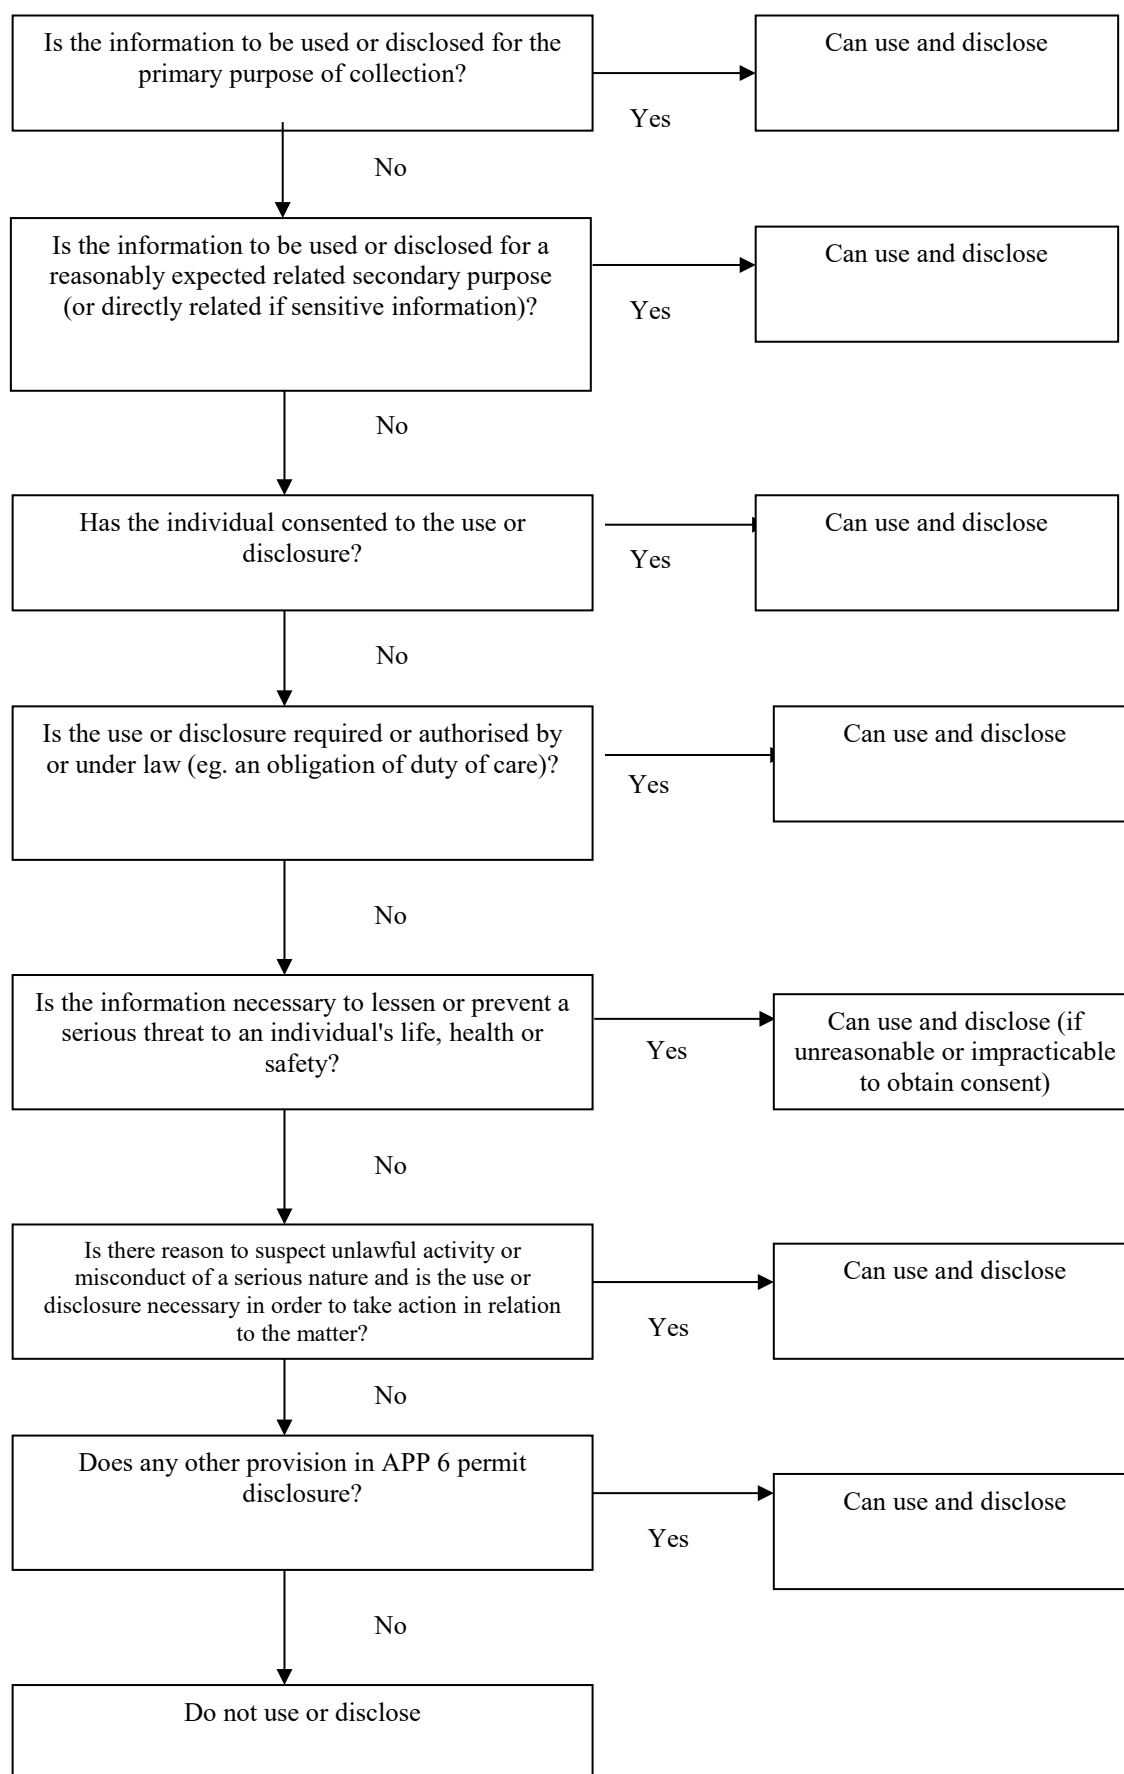 Is the information to be used or disclosed for the
primary purpose of collection?
Can use and disclose
Yes
No
Is the information to be used or disclosed for a
reasonably expected related secondary purpose
(or directly related if sensitive information)?
Can use and disclose
Yes
No
Has the individual consented to the use or
disclosure?
Can use and disclose
Yes
No
Is the use or disclosure required or authorised by
or under law (eg. an obligation of duty of care)?
Can use and disclose
Yes
No
Is the information necessary to lessen or prevent a
serious threat to an individual's life, health or
safety?
Can use and disclose (if
unreasonable or impracticable
to obtain consent)
Yes
No
Is there reason to suspect unlawful activity or
misconduct of a serious nature and is the use or
disclosure necessary in order to take action in relation
to the matter?
Can use and disclose
Yes
No
Does any other provision in APP 6 permit
disclosure?
Can use and disclose
Yes
No
Do not use or disclose